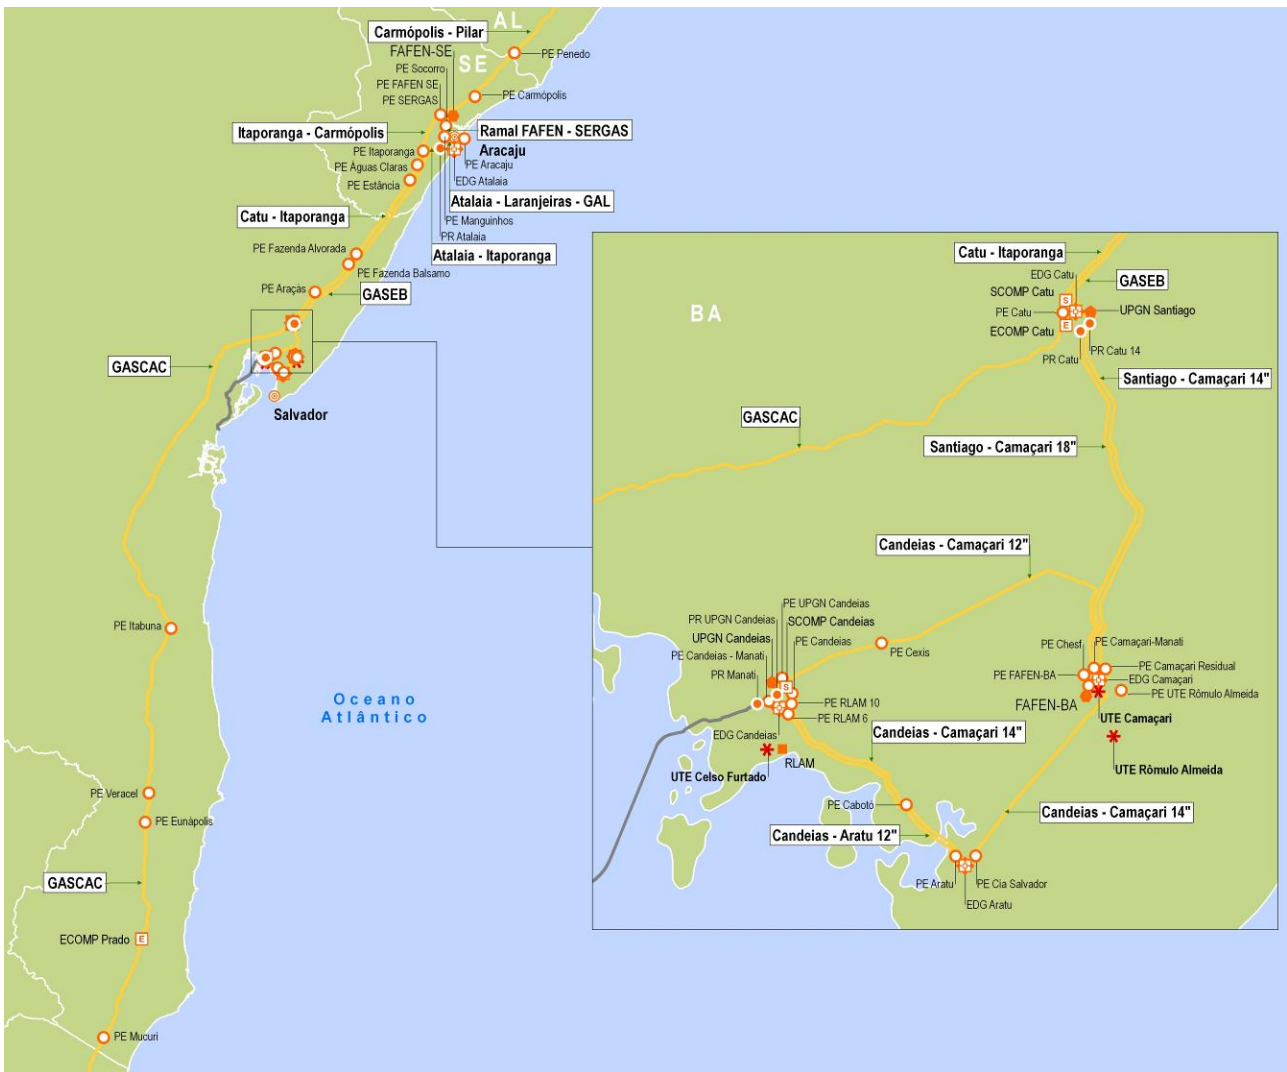 AL
Carmópolis - Pilar
FAFEN-SE
PE Penedo
SE
PE Socorro
PE FAFEN SE
PE Carmópolis
PE SERGAS
Itaporanga - Carmópolis
Ramal FAFEN - SERGAS
PE Itaporanga
Aracaju
PE Águas Claras
PE Aracaju
PE Estância
EDG Atalaia
Atalaia - Laranjeiras - GAL
Catu - Itaporanga
PE Manguinhos
PR Atalaia
PE Fazenda Alvorada
Atalaia - Itaporanga
PE Fazenda Balsamo
PE Araçás
GASEB
GASCAC
Salvador
PE Itabuna
Oceano
Atlântico
PE Veracel
PE Eunápolis
GASCAC
ECOMP Prado
E
PE Mucuri
BA
Catu - Itaporanga
EDG Catu
GASEB
SCOMP Catu
S
PE Catu
UPGN Santiago
ECOMP Catu
E
PR Catu 14
PR Catu
Santiago - Camaçari 14"
GASCAC
Santiago - Camaçari 18"
Candeias - Camaçari 12"
PE UPGN Candeias
PR UPGN Candeias
SCOMP Candeias
UPGN Candeias
PE Candeias
PE Candeias - Manati
PE Cexis
PR Manati
S
PE RLAM 10
PE RLAM 6
EDG Candeias
RLAM
UTE Celso Furtado
PE Chesf
PE Camaçari-Manati
PE Camaçari Residual
PE FAFEN-BA
EDG Camaçari
PE UTE Rômulo Almeida
FAFEN-BA
UTE Camaçari
UTE Rômulo Almeida
Candeias - Camaçari 14"
PE Cabotó
Candeias - Camaçari 14"
Candeias - Aratu 12"
PE Aratu
PE Cia Salvador
EDG Aratu